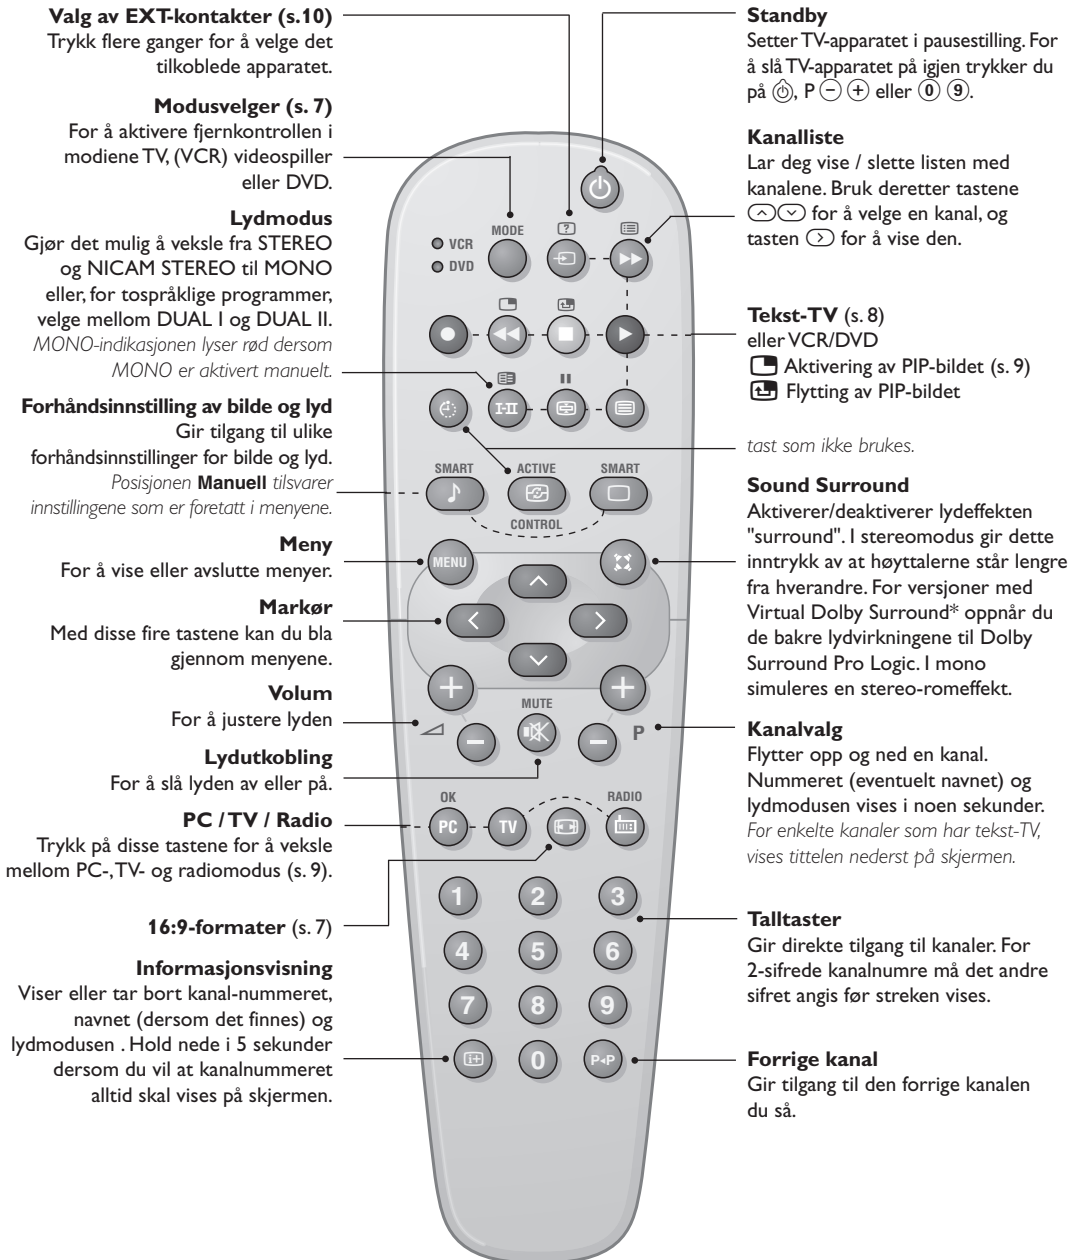 Valg av EXT-kontakter (s.10)
Trykk flere ganger for å velge det
tilkoblede apparatet.
Modusvelger (s. 7)
For å aktivere fjernkontrollen i
modiene TV, (VCR) videospiller
eller DVD.
Lydmodus
Gjør det mulig å veksle fra STEREO
og NICAM STEREO til MONO
eller, for tospråklige programmer,
velge mellom DUAL I og DUAL II.
MONO-indikasjonen lyser rød dersom
MONO er aktivert manuelt.
Forhåndsinnstilling av bilde og lyd
Gir tilgang til ulike
forhåndsinnstillinger for bilde og lyd.
Posisjonen Manuell tilsvarer
innstillingene som er foretatt i menyene.
Meny
For å vise eller avslutte menyer.
Markør
Med disse fire tastene kan du bla
gjennom menyene.
Volum
For å justere lyden
Lydutkobling
For å slå lyden av eller på.
PC / TV / Radio
Trykk på disse tastene for å veksle
mellom PC-, TV- og radiomodus (s. 9).
16:9-formater (s. 7)
Informasjonsvisning
Viser eller tar bort kanal-nummeret,
navnet (dersom det finnes) og
lydmodusen . Hold nede i 5 sekunder
dersom du vil at kanalnummeret
alltid skal vises på skjermen.
MODE
VCR
DVD
I-II
SMART
ACTIVE
SMART
CONTROL
MENU
MUTE
P
OK
RADIO
PC
TV
1
2
3
4
5
6
7
8
9
i+
0
P◂P
Standby
Setter TV-apparatet i pausestilling. For
å slå TV-apparatet på igjen trykker du
på ⏻, P − + eller 0 9.
Kanalliste
Lar deg vise / slette listen med
kanalene. Bruk deretter tastene
for å velge en kanal, og
tasten > for å vise den.
Tekst-TV (s. 8)
eller VCR/DVD
Aktivering av PIP-bildet (s. 9)
Flytting av PIP-bildet
tast som ikke brukes.
Sound Surround
Aktiverer/deaktiverer lydeffekten
"surround". I stereomodus gir dette
inntrykk av at høyttalerne står lengre
fra hverandre. For versjoner med
Virtual Dolby Surround* oppnår du
de bakre lydvirkningene til Dolby
Surround Pro Logic. I mono
simuleres en stereo-romeffekt.
Kanalvalg
Flytter opp og ned en kanal.
Nummeret (eventuelt navnet) og
lydmodusen vises i noen sekunder.
For enkelte kanaler som har tekst-TV,
vises tittelen nederst på skjermen.
Talltaster
Gir direkte tilgang til kanaler. For
2-sifrede kanalnumre må det andre
sifret angis før streken vises.
Forrige kanal
Gir tilgang til den forrige kanalen
du så.